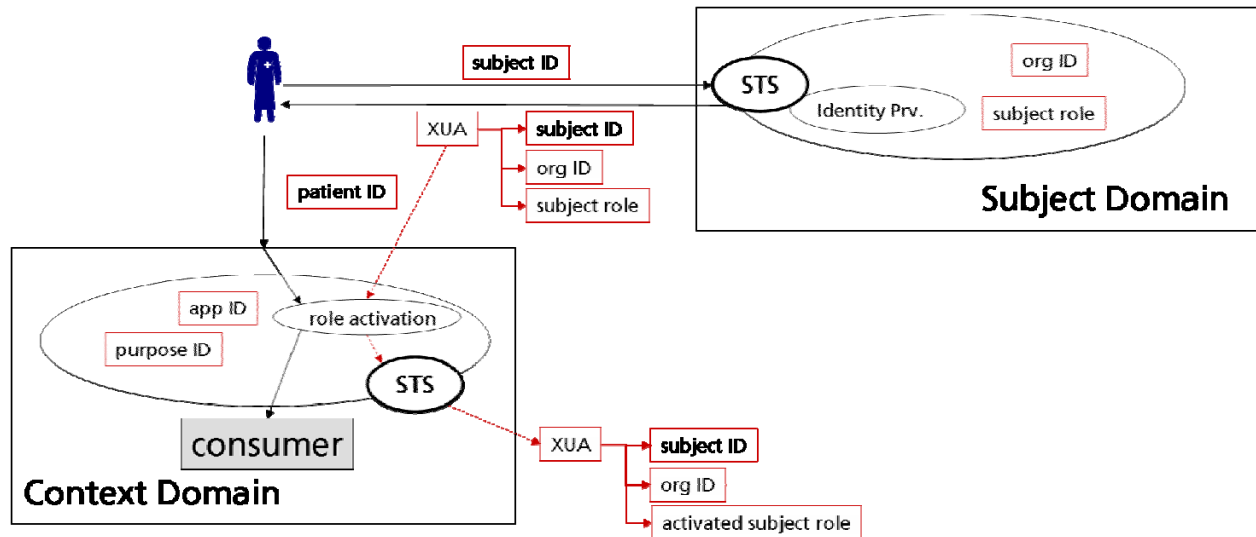 subject ID
STS
Identity Prv.
org ID
subject role
Subject Domain
XUA
subject ID
org ID
subject role
patient ID
app ID
purpose ID
role activation
STS
consumer
Context Domain
XUA
subject ID
org ID
activated subject role